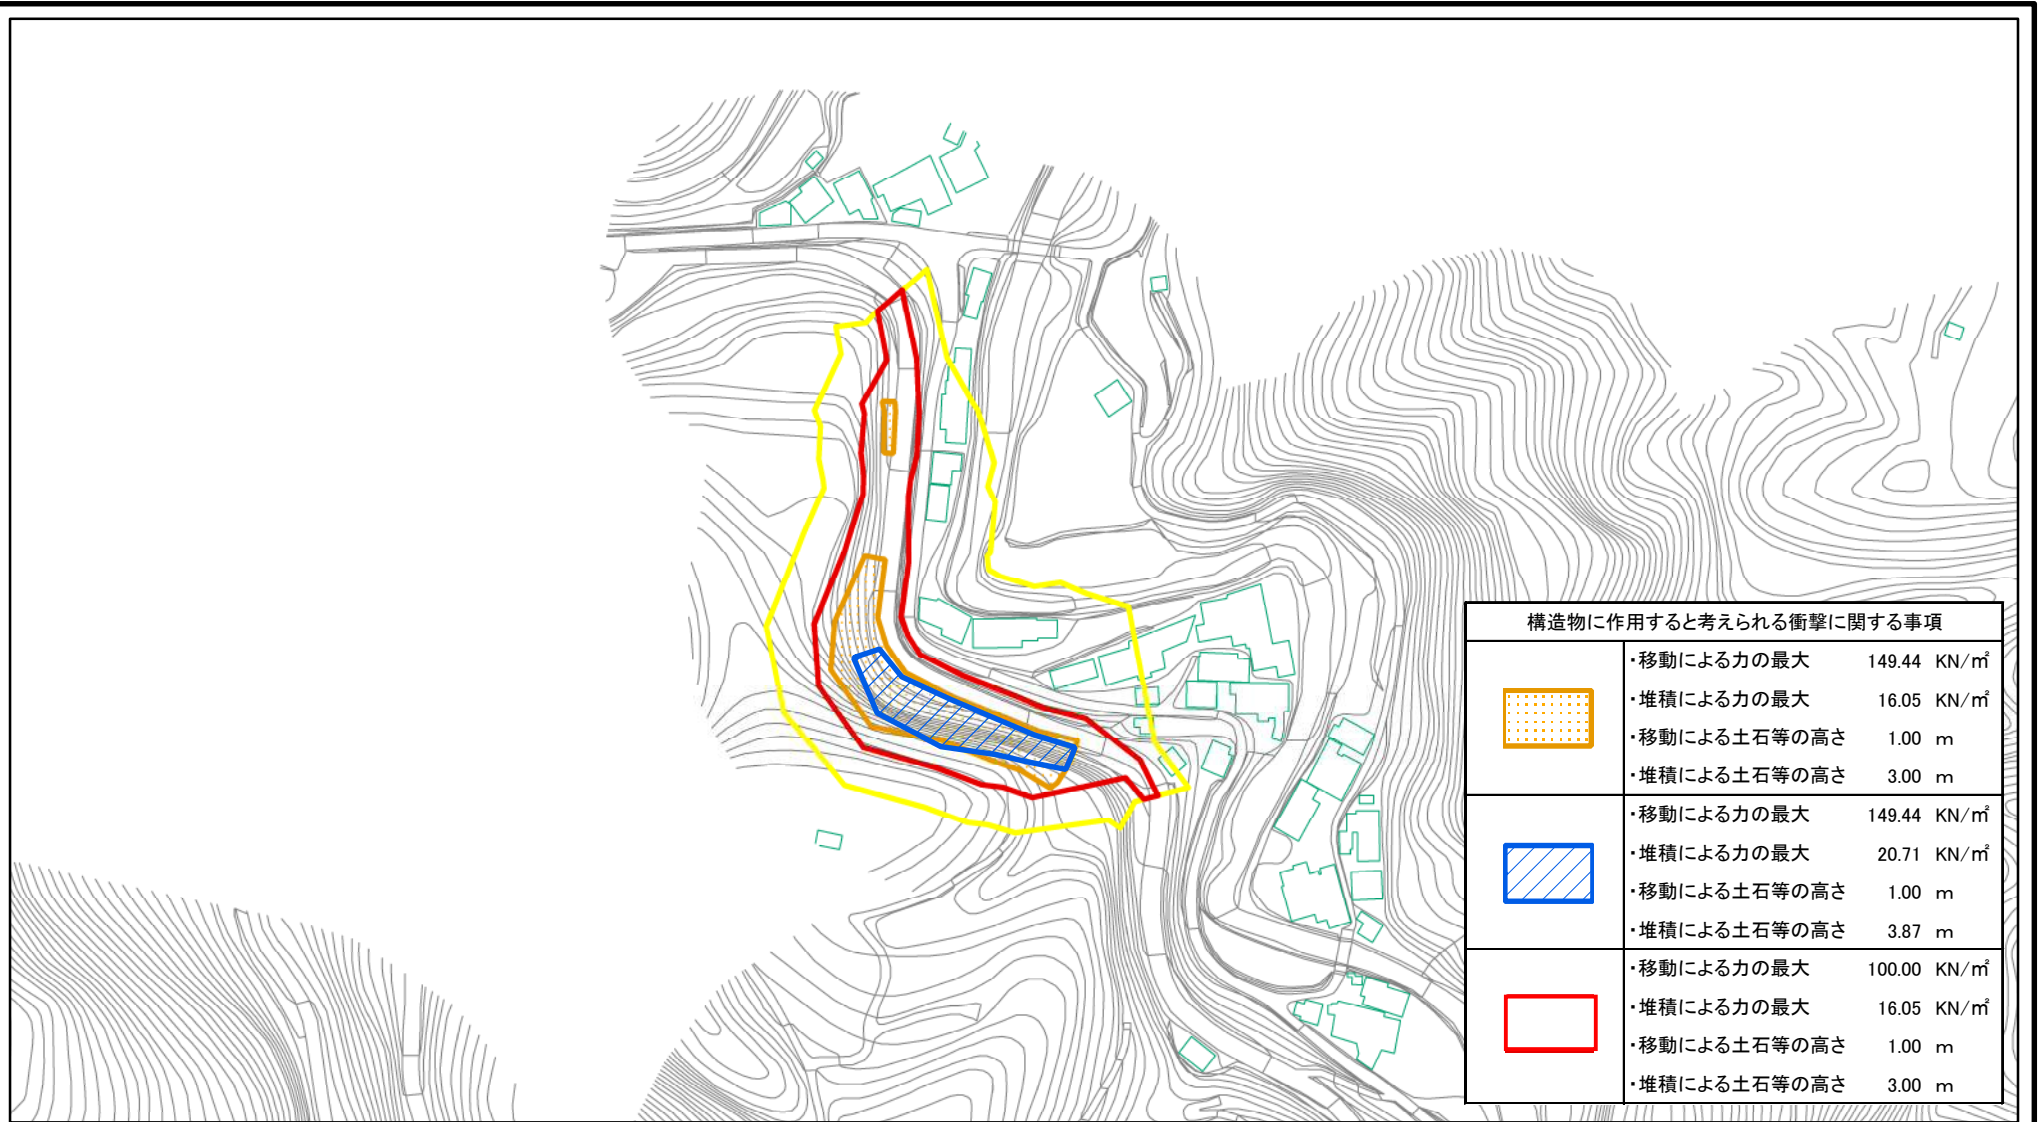 構造物に作用すると考えられる衝撃に関する事項
・移動による力の最大 149.44 KN/㎡
・堆積による力の最大 16.05 KN/㎡
・移動による土石等の高さ 1.00 m
・堆積による土石等の高さ 3.00 m
・移動による力の最大 149.44 KN/㎡
・堆積による力の最大 20.71 KN/㎡
・移動による土石等の高さ 1.00 m
・堆積による土石等の高さ 3.87 m
・移動による力の最大 100.00 KN/㎡
・堆積による力の最大 16.05 KN/㎡
・移動による土石等の高さ 1.00 m
・堆積による土石等の高さ 3.00 m